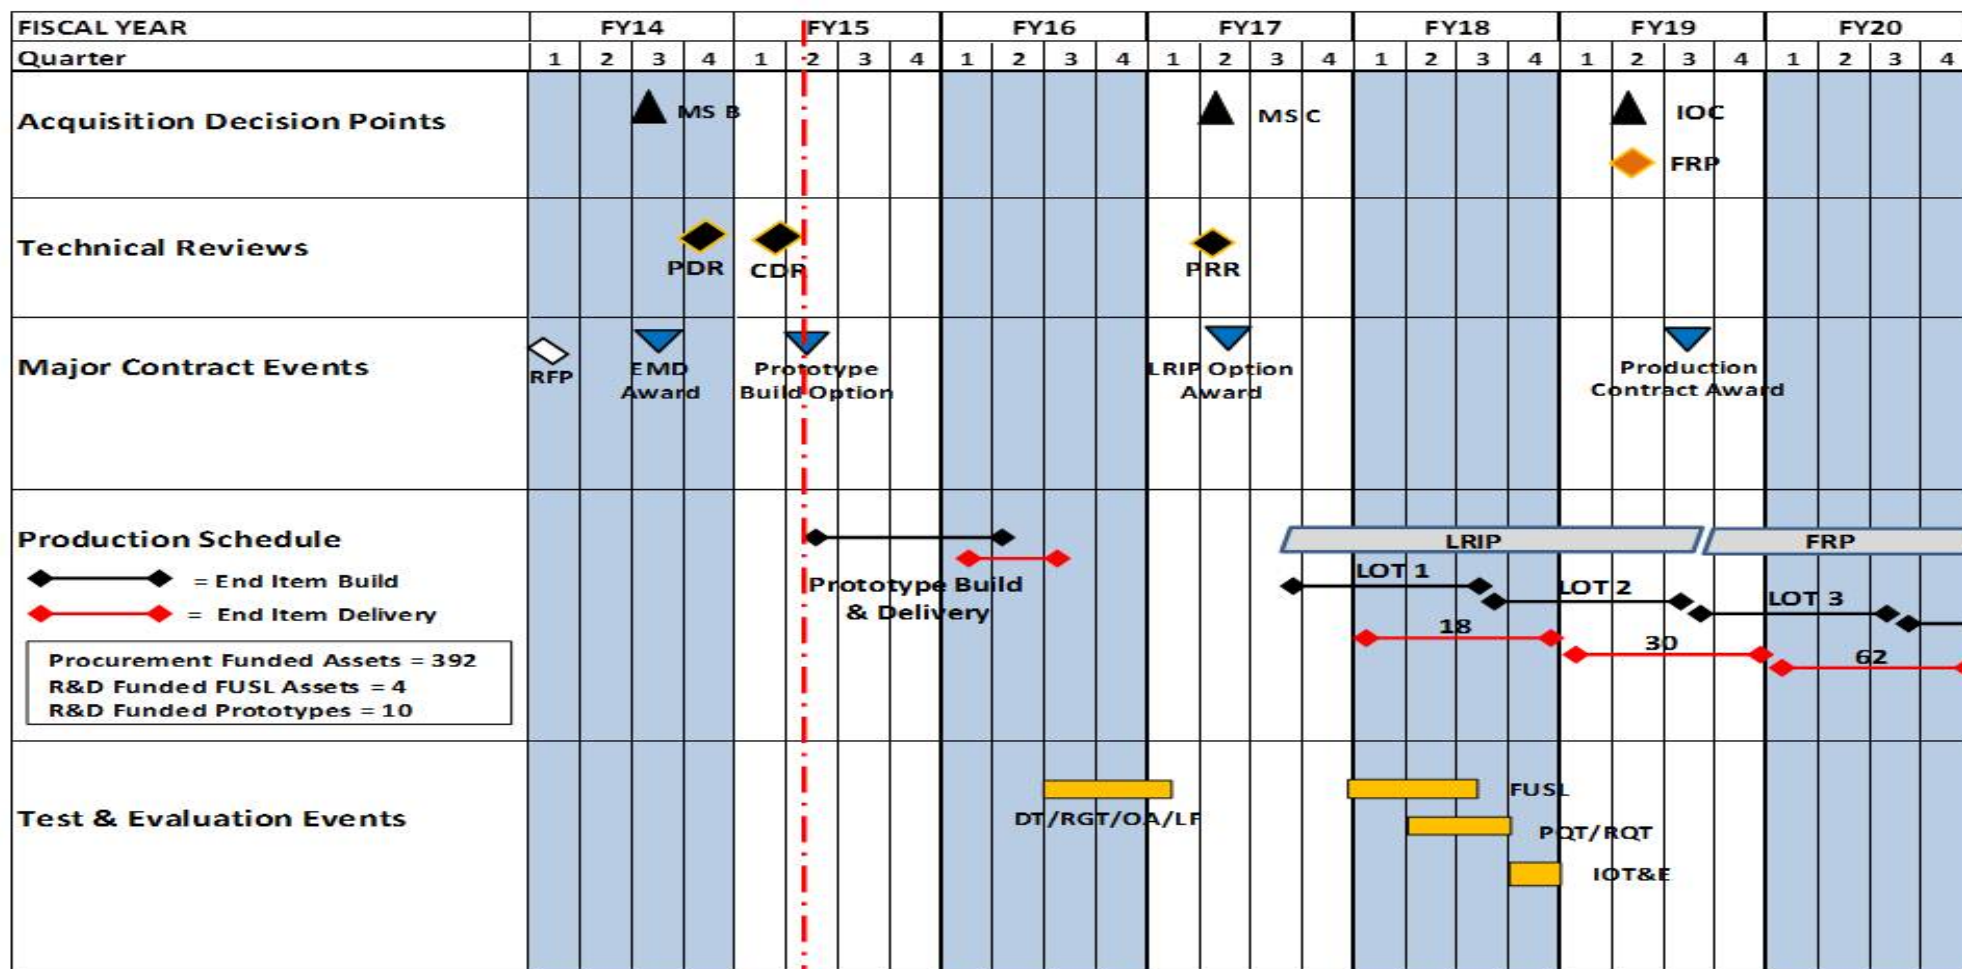 FISCAL YEAR FY14 FY15 FY16 FY17 FY18 FY19 FY20
Quarter 1 2 3 4 1 2 3 4 1 2 3 4 1 2 3 4 1 2 3 4 1 2 3 4 1 2 3 4
Acquisition Decision Points MS B MS C IOC
FRP
Technical Reviews
PDR CDR PRR
Major Contract Events
RFP EMD Prototype LRIP Option Production
Award Build Option Award Contract Award
Production Schedule LRIP FRP
= End Item Build
= End Item Delivery
Prototype Build
& Delivery
LOT 1
LOT 2
LOT 3
18
30
62
Procurement Funded Assets = 392
R&D Funded FUSL Assets = 4
R&D Funded Prototypes = 10
Test & Evaluation Events
DT/RGT/OA/LF
FUSL
PQT/RQT
IOT&E